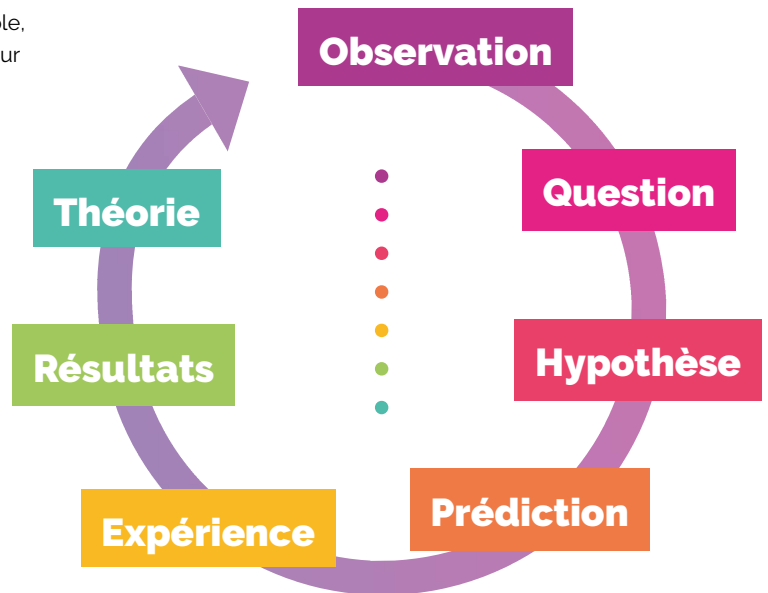 Observation
Question
Hypothèse
Prédiction
Expérience
Résultats
Théorie